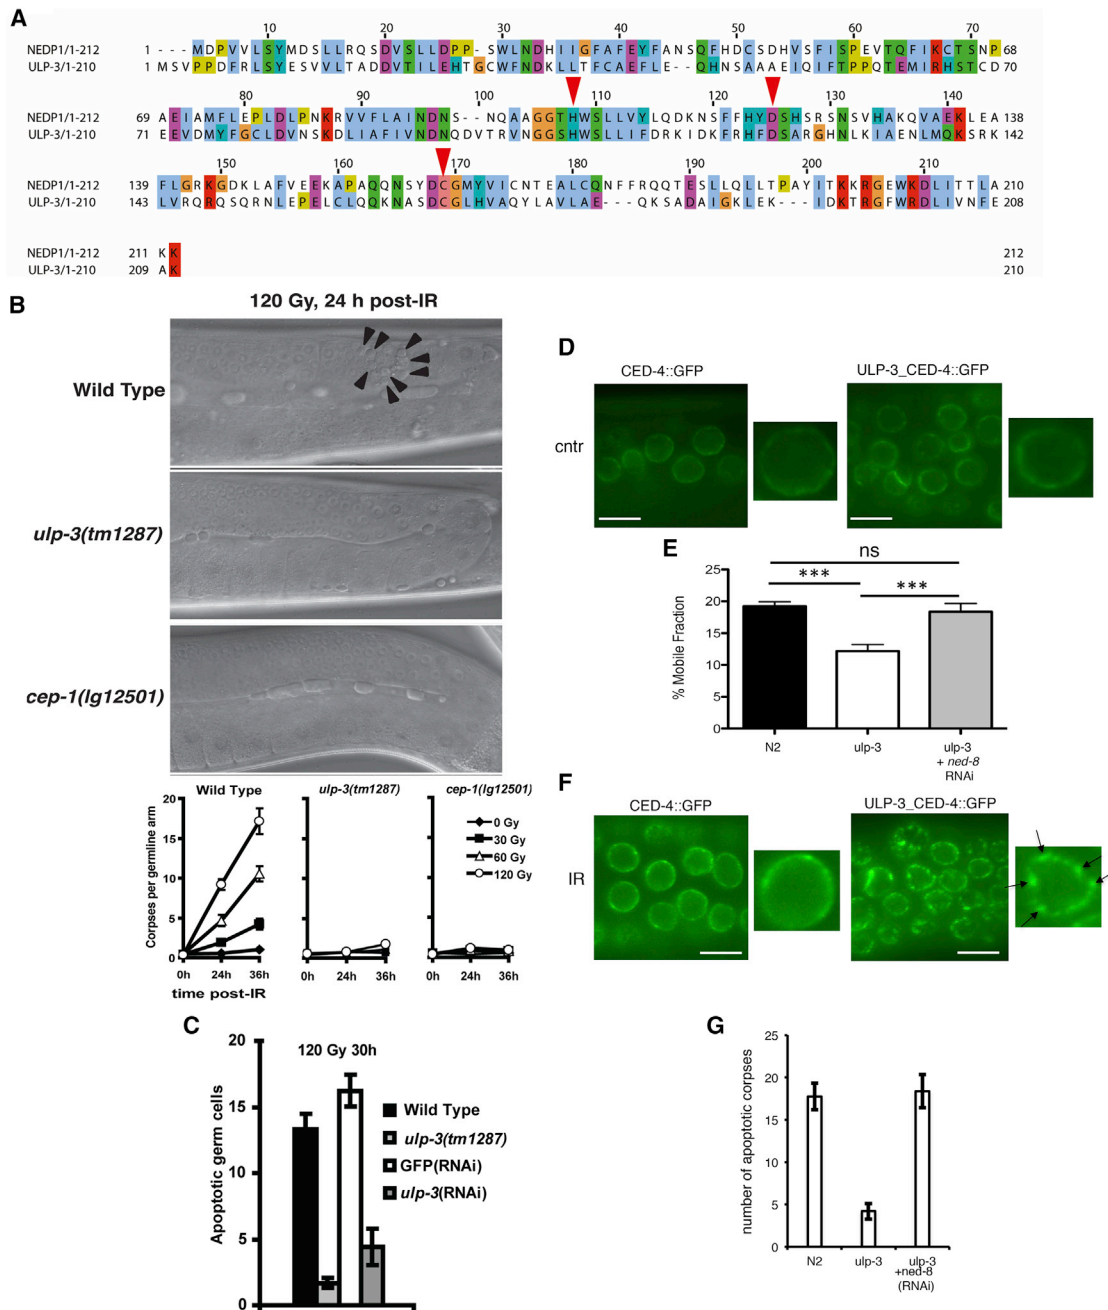 A
10 20 30 40 50 60 70
NEDP1/1-212 1 - - - MDPVVLSYMDSLLRQSDVSLLDPP-SWLNDHIIGFAFEYFANSQFHDCSDHVSFISPEVTQFIKCTSNP 68
ULP-3/1-210 1 MSVPPDFRLSYESVVLTADDVTILEHTGCWFNDKLLTFCAEFLE--QHNSAAAEIQIFTPPQTEMIRHSTCD 70
80 90 100 110 120 130 140
NEDP1/1-212 69 AEIAMFLEPLDLPNKRVVFLAINDNS--NQAAGGTHWSLLVYLQDKNSFFHYDSHSRSNSVHAKQVAEKLEA 138
ULP-3/1-210 71 EEVDMYFGCLDVNSKDLIAFIVNDNQDVTRVNGGSHWSLLIFDRKIDKFRHFDSARGHNLKIAENLMQKSRK 142
150 160 170 180 190 200 210
NEDP1/1-212 139 FLGRKGDKLAFVEEKAPAQQNSYDCGMYVICNTEALCQNFFRQQTESLLQLLTPAYITKKRGEWKDLITTLA 210
ULP-3/1-210 143 LVRQRQSQRNLEPELCLQQKNASDCGLHVAQYLAVLAE---QKSADAIGKLEK---IDKTRGFWRDLIVNFE 208
NEDP1/1-212 211 KK 212
ULP-3/1-210 209 AK 210
B
120 Gy, 24 h post-IR
Wild Type
ulp-3(tm1287)
cep-1(lg12501)
Wild Type ulp-3(tm1287) cep-1(lg12501)
Corpses per germline arm
20
15
10
5
0
0 Gy
30 Gy
60 Gy
120 Gy
0h 24h 36h 0h 24h 36h 0h 24h 36h
time post-IR
C
120 Gy 30h
Apoptotic germ cells
20
15
10
5
0
Wild Type
ulp-3(tm1287)
GFP(RNAi)
ulp-3(RNAi)
D
CED-4::GFP ULP-3_CED-4::GFP
cntr
E
ns
*** ***
% Mobile Fraction
25
20
15
10
5
0
N2 ulp-3 ulp-3
+ ned-8
RNAi
F
CED-4::GFP ULP-3_CED-4::GFP
IR
G
number of apoptotic corpses
25
20
15
10
5
0
N2 ulp-3 ulp-3
+ned-8
(RNAi)